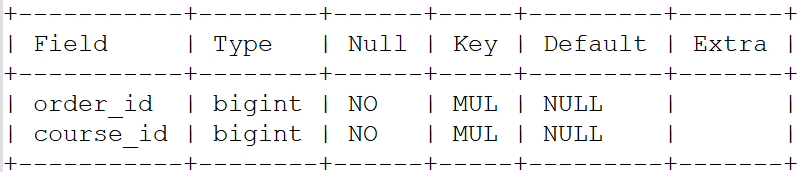 +-----------+--------+------+-----+---------+-------+
| Field     | Type   | Null | Key | Default | Extra |
+-----------+--------+------+-----+---------+-------+
| order_id  | bigint | NO   | MUL | NULL    |       |
| course_id | bigint | NO   | MUL | NULL    |       |
+-----------+--------+------+-----+---------+-------+